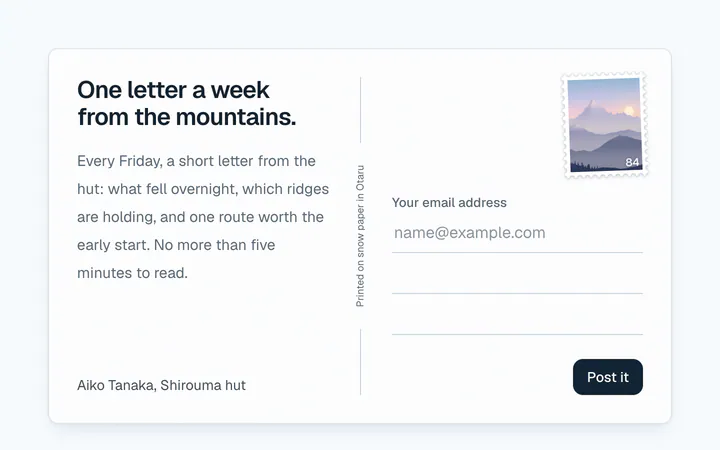 One letter a week
from the mountains.
Every Friday, a short letter from the
hut: what fell overnight, which ridges
are holding, and one route worth the
early start. No more than five
minutes to read.
Aiko Tanaka, Shirouma hut
Printed on snow paper in Otaru
84
Your email address
name@example.com
Post it